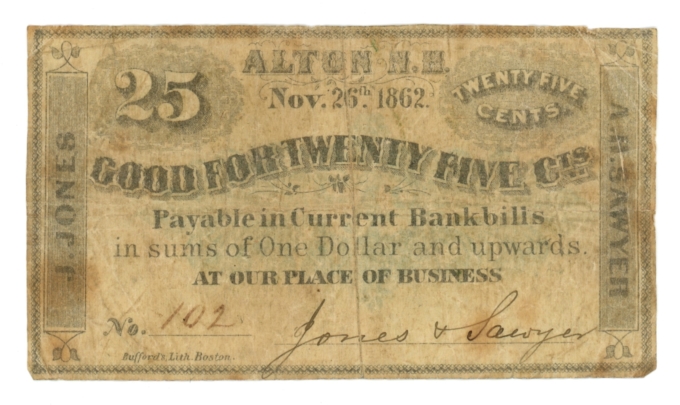 ALTON N.H.
25
Nov. 26th. 1862.
TWENTY FIVE
CENTS.
GOOD FOR TWENTY FIVE CTS
Payable in Current Bankbills
in sums of One Dollar and upwards.
AT OUR PLACE OF BUSINESS
J. JONES
A.H. SAWYER
No. 102
Jones & Sawyer
Bufford's Lith. Boston.